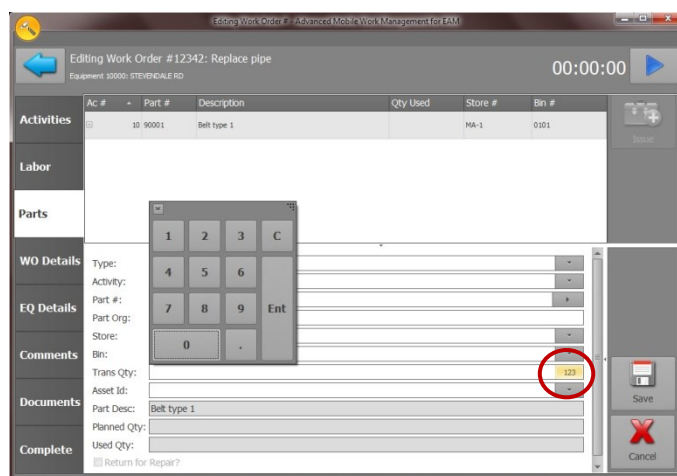 Editing Work Order # - Advanced Mobile Work Management for EAM
Editing Work Order #12342: Replace pipe
Equipment 10000: STEVENDALE RD
00:00:00
Ac # Part # Description Qty Used Store # Bin #
10 90001 Belt type 1 MA-1 0101
Issue
Activities
Labor
Parts
WO Details
EQ Details
Comments
Documents
Complete
1 2 3 C
4 5 6
7 8 9 Ent
0 .
Type:
Activity:
Part #:
Part Org:
Store:
Bin:
Trans Qty: 123
Asset Id:
Part Desc: Belt type 1
Planned Qty:
Used Qty:
Return for Repair?
Save
Cancel